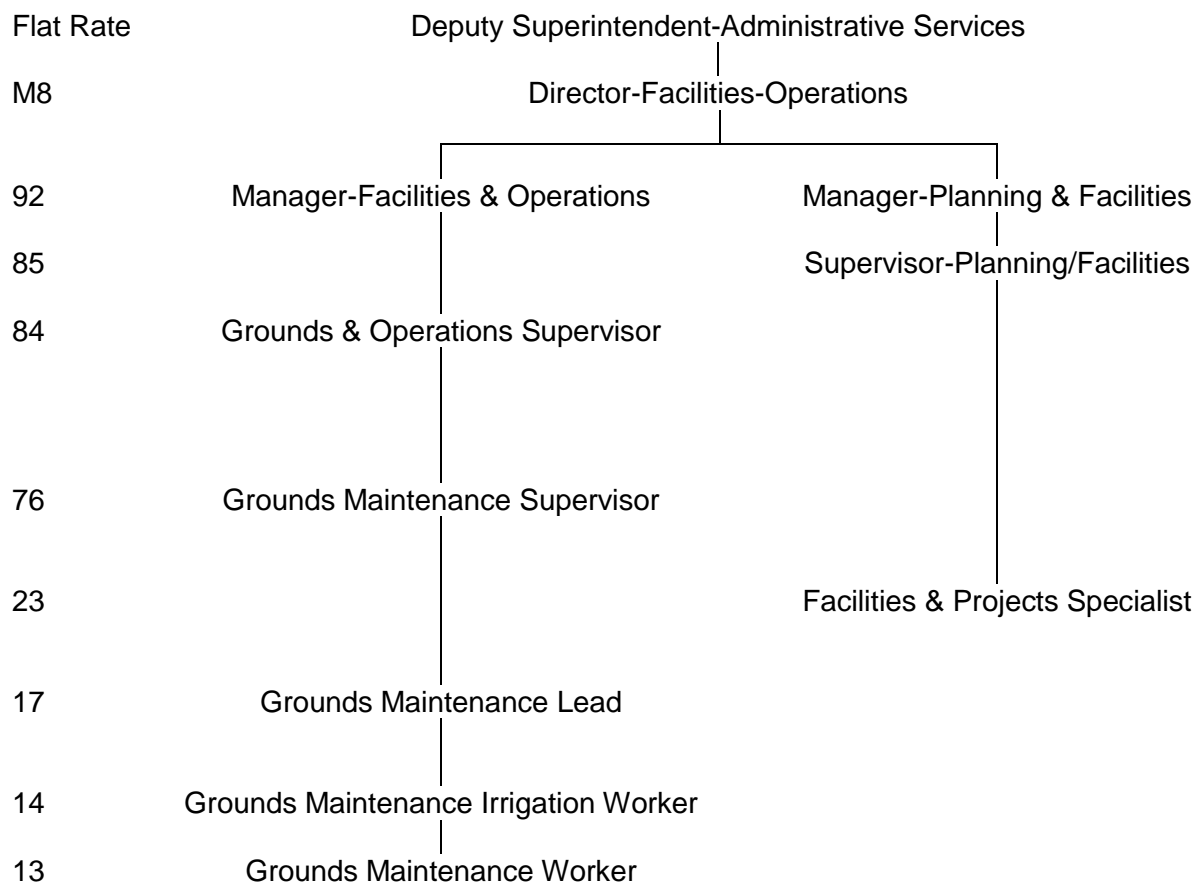 Flat Rate Deputy Superintendent-Administrative Services
M8 Director-Facilities-Operations
92 Manager-Facilities & Operations Manager-Planning & Facilities
85 Supervisor-Planning/Facilities
84 Grounds & Operations Supervisor
76 Grounds Maintenance Supervisor
23 Facilities & Projects Specialist
17 Grounds Maintenance Lead
14 Grounds Maintenance Irrigation Worker
13 Grounds Maintenance Worker